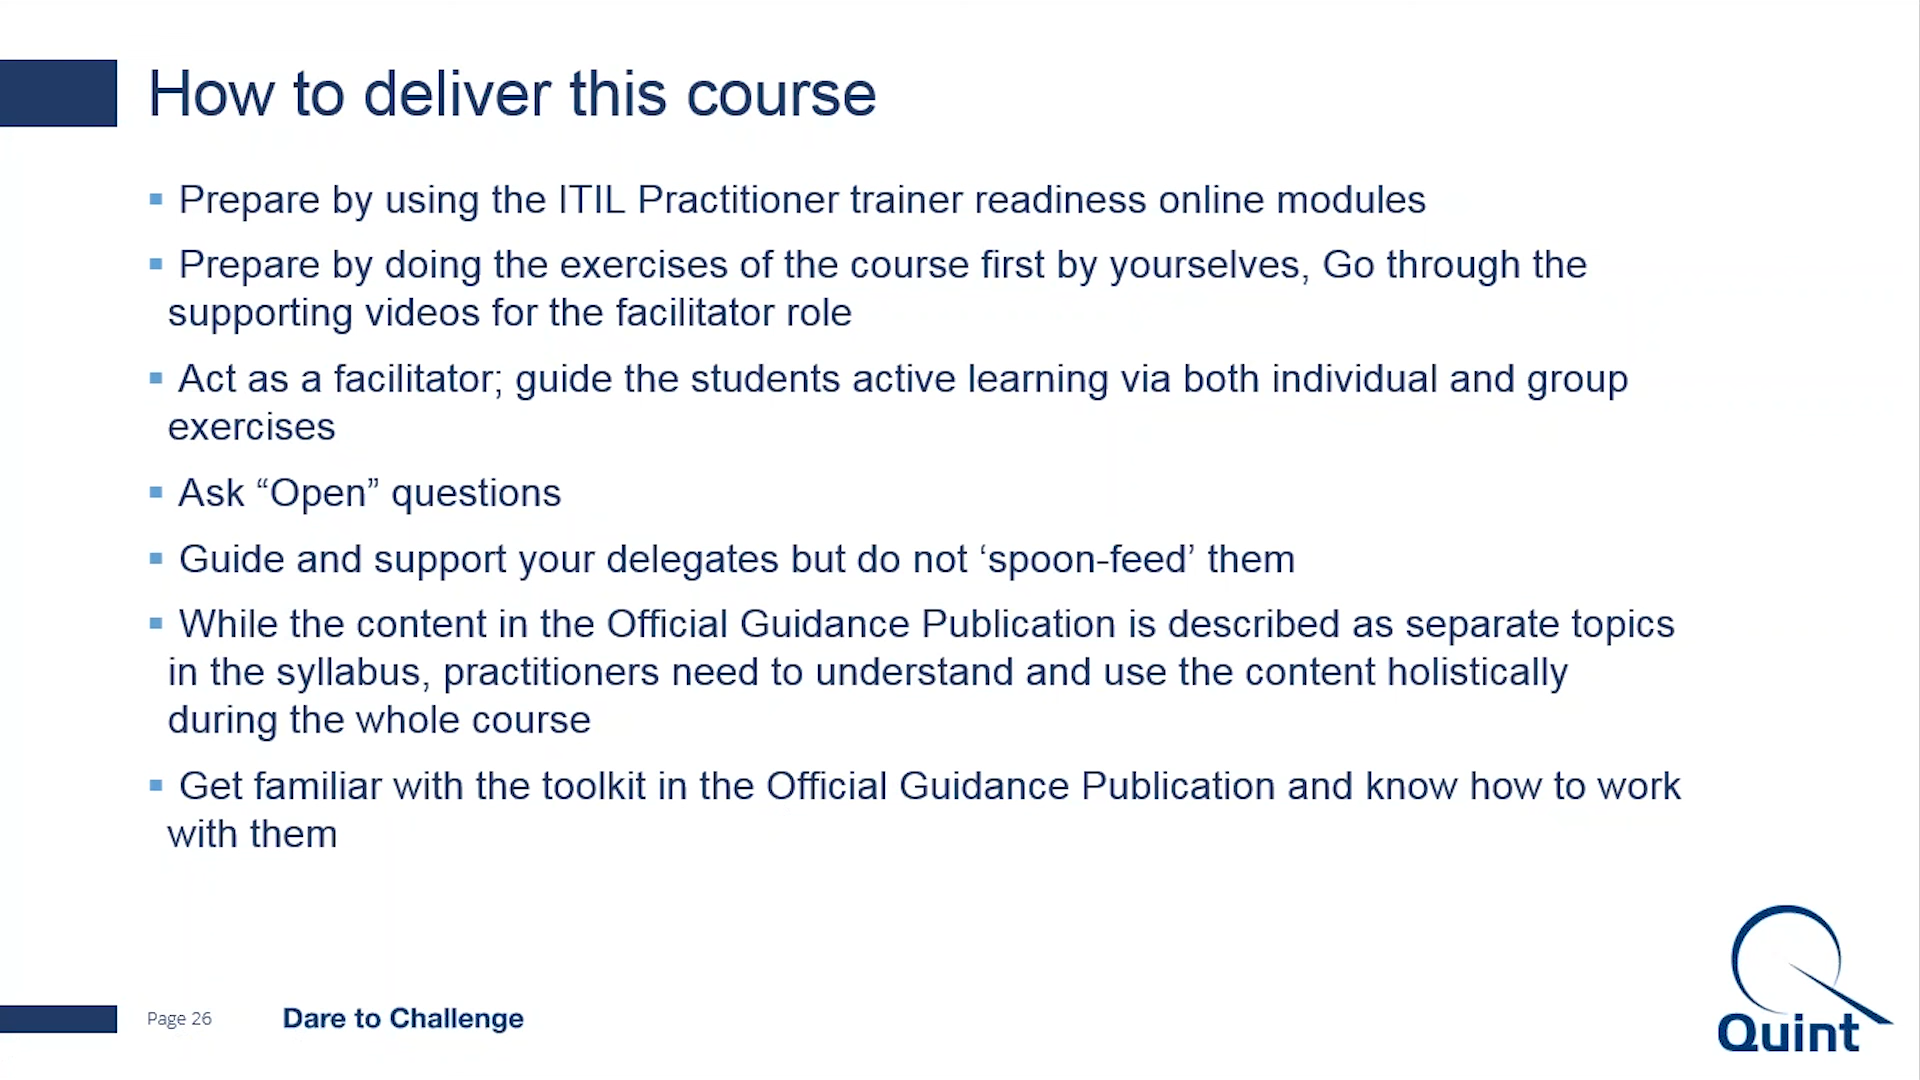 How to deliver this course
▪ Prepare by using the ITIL Practitioner trainer readiness online modules
▪ Prepare by doing the exercises of the course first by yourselves, Go through the
supporting videos for the facilitator role
▪ Act as a facilitator; guide the students active learning via both individual and group
exercises
▪ Ask “Open” questions
▪ Guide and support your delegates but do not ‘spoon-feed’ them
▪ While the content in the Official Guidance Publication is described as separate topics
in the syllabus, practitioners need to understand and use the content holistically
during the whole course
▪ Get familiar with the toolkit in the Official Guidance Publication and know how to work
with them
Page 26
Dare to Challenge
Quint